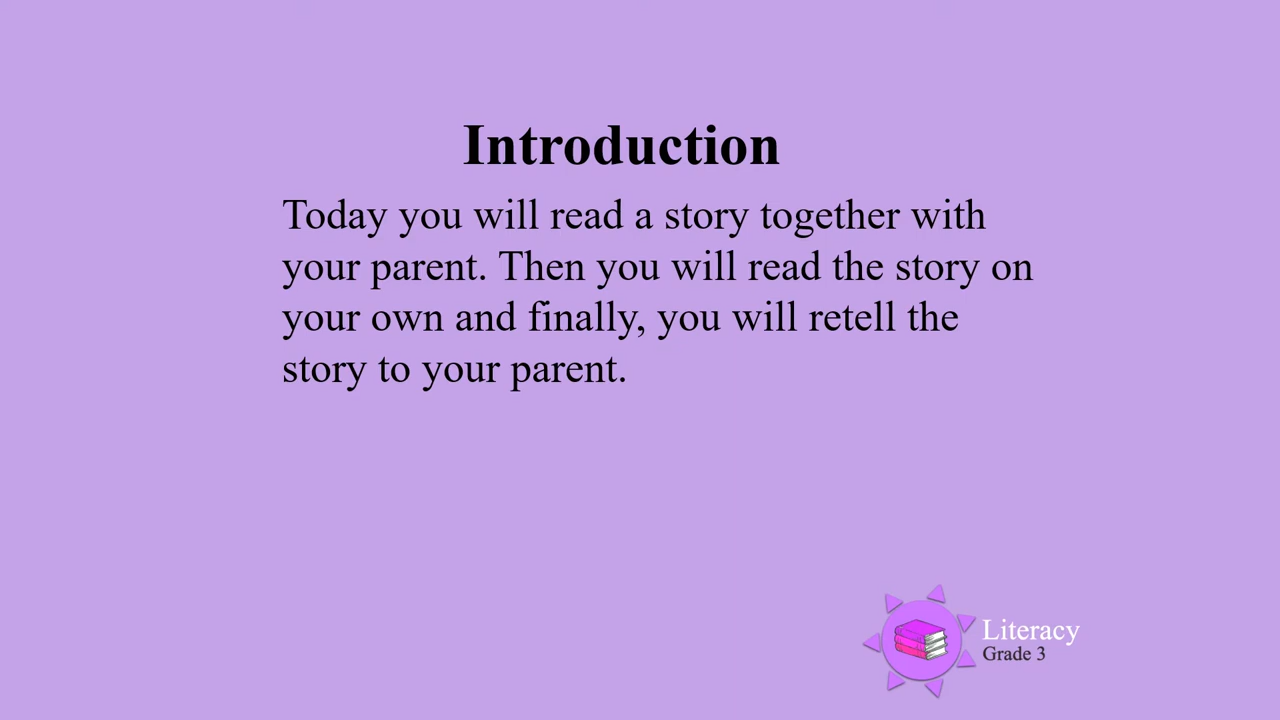 Introduction
Today you will read a story together with
your parent. Then you will read the story on
your own and finally, you will retell the
story to your parent.
Literacy
Grade 3